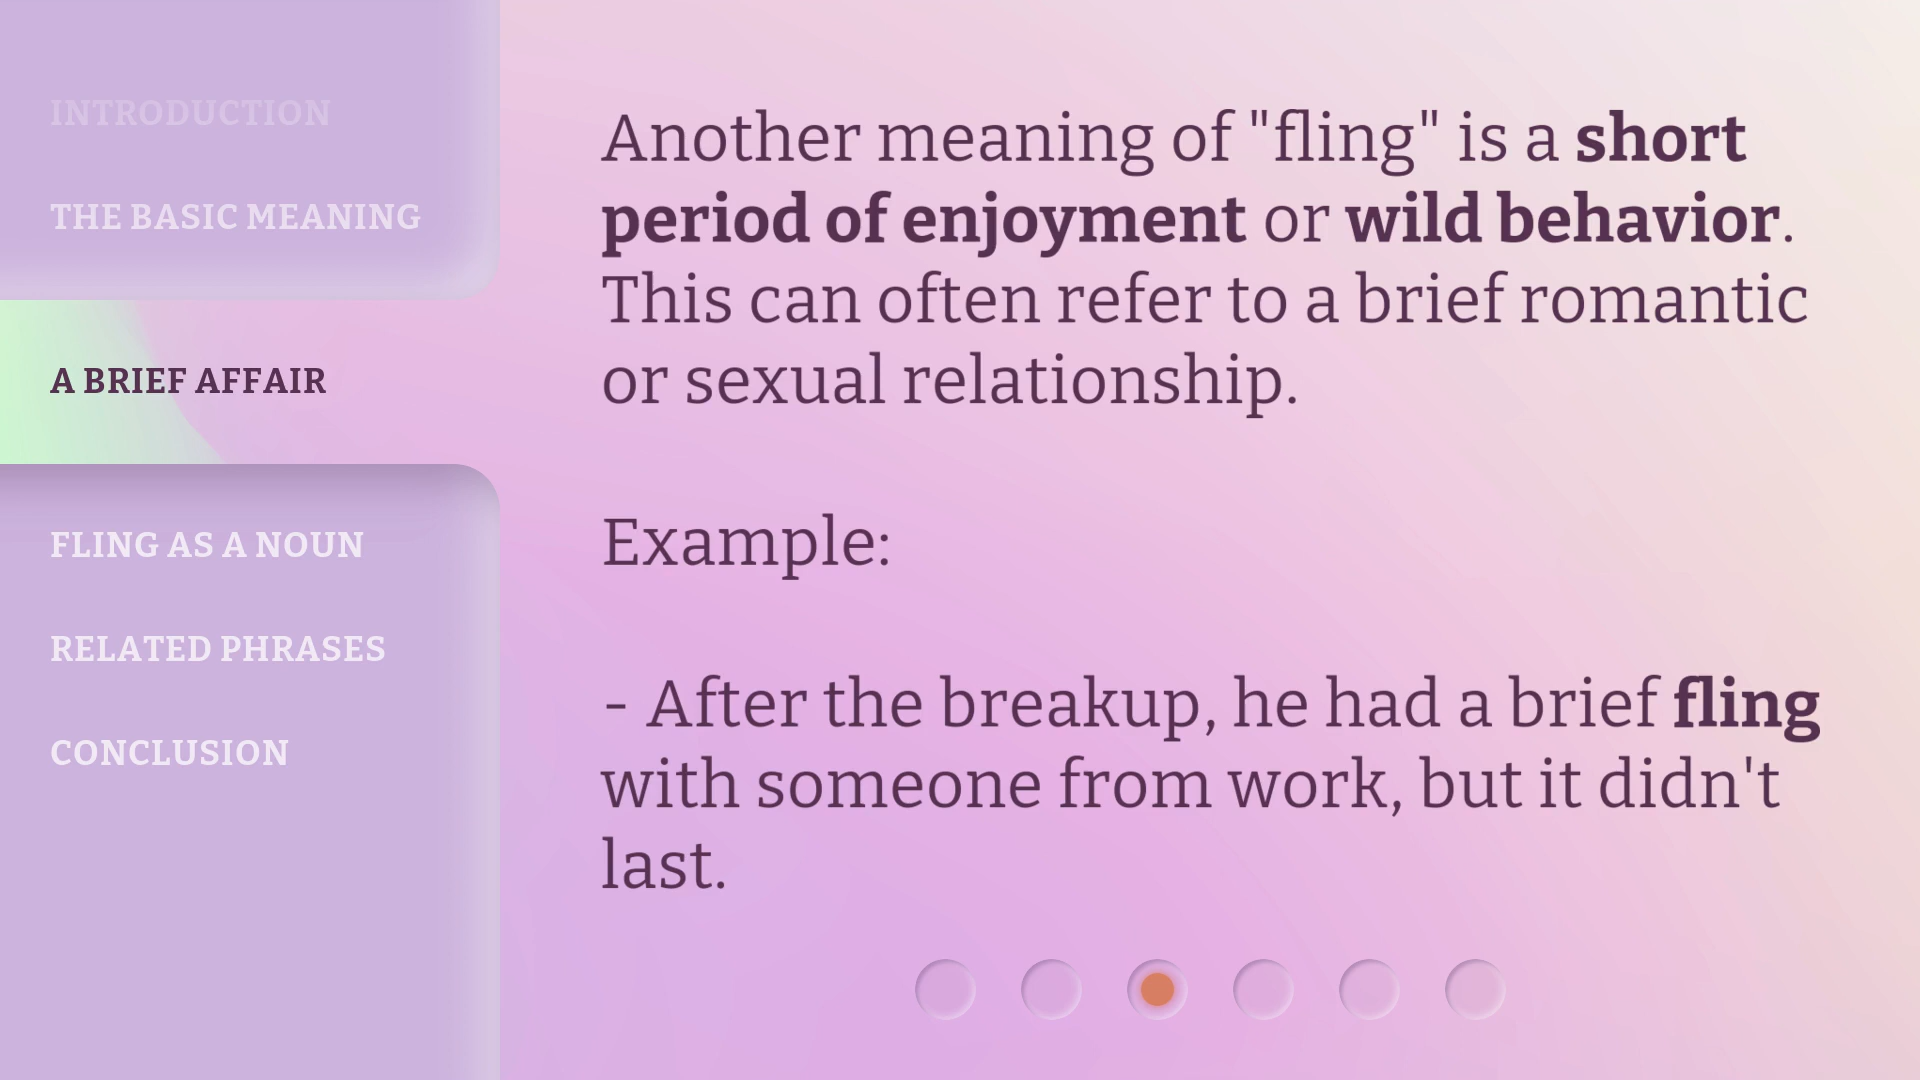 INTRODUCTION
THE BASIC MEANING
A BRIEF AFFAIR
FLING AS A NOUN
RELATED PHRASES
CONCLUSION
Another meaning of "fling" is a short
period of enjoyment or wild behavior.
This can often refer to a brief romantic
or sexual relationship.
Example:
- After the breakup, he had a brief fling
with someone from work, but it didn't
last.